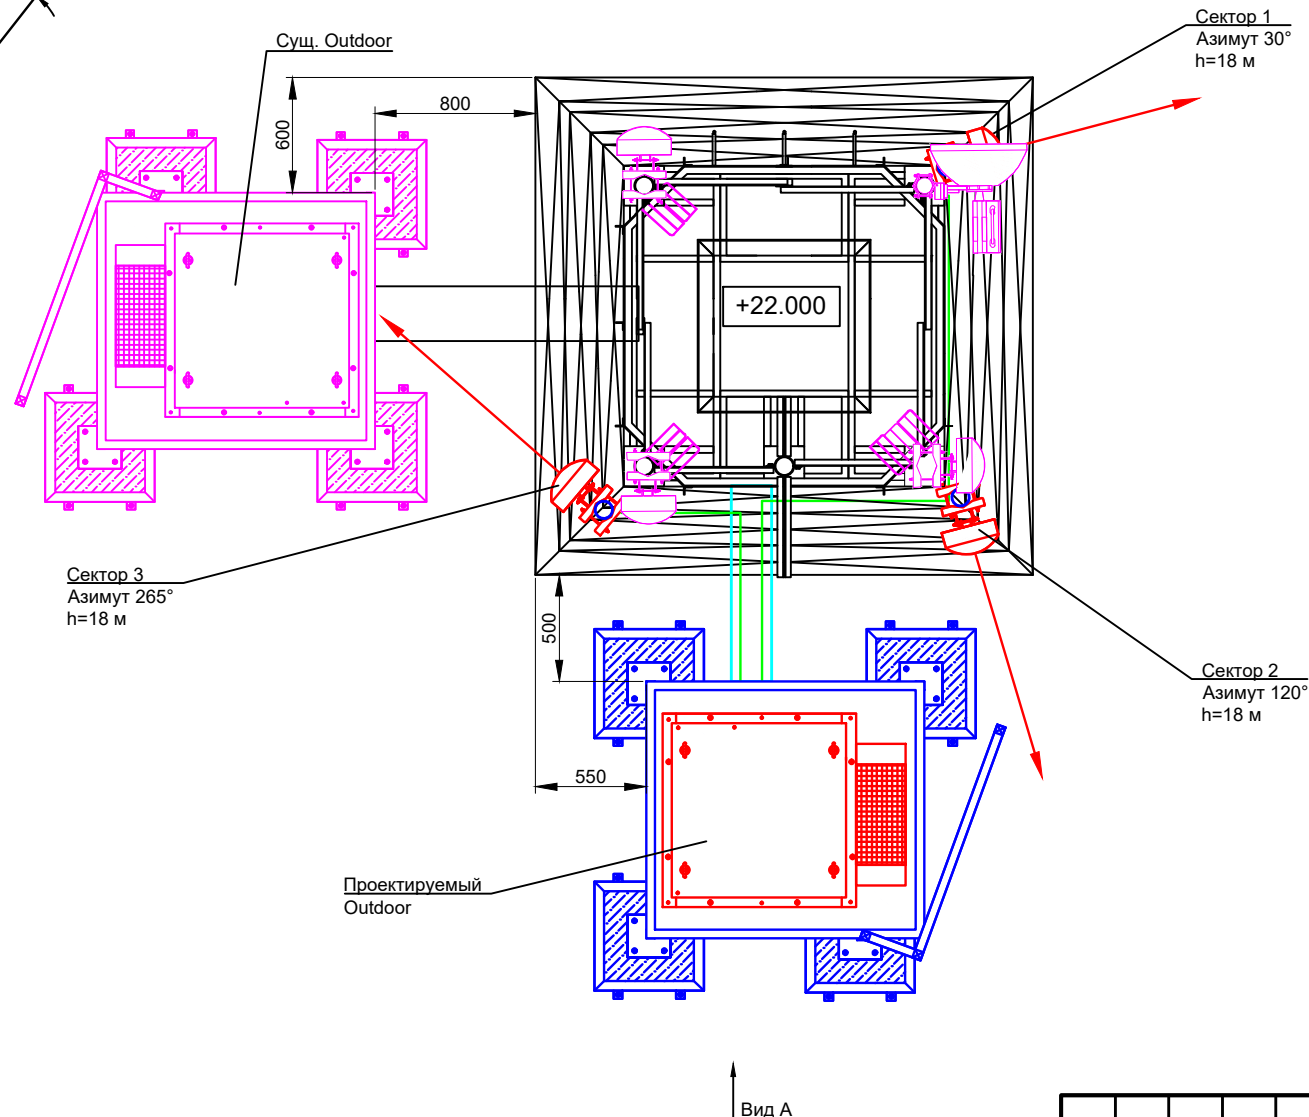 Сектор 1
Азимут 30°
h=18 м
Сущ. Outdoor
800
600
+22.000
Сектор 3
Азимут 265°
h=18 м
500
Сектор 2
Азимут 120°
h=18 м
550
Проектируемый
Outdoor
Вид А